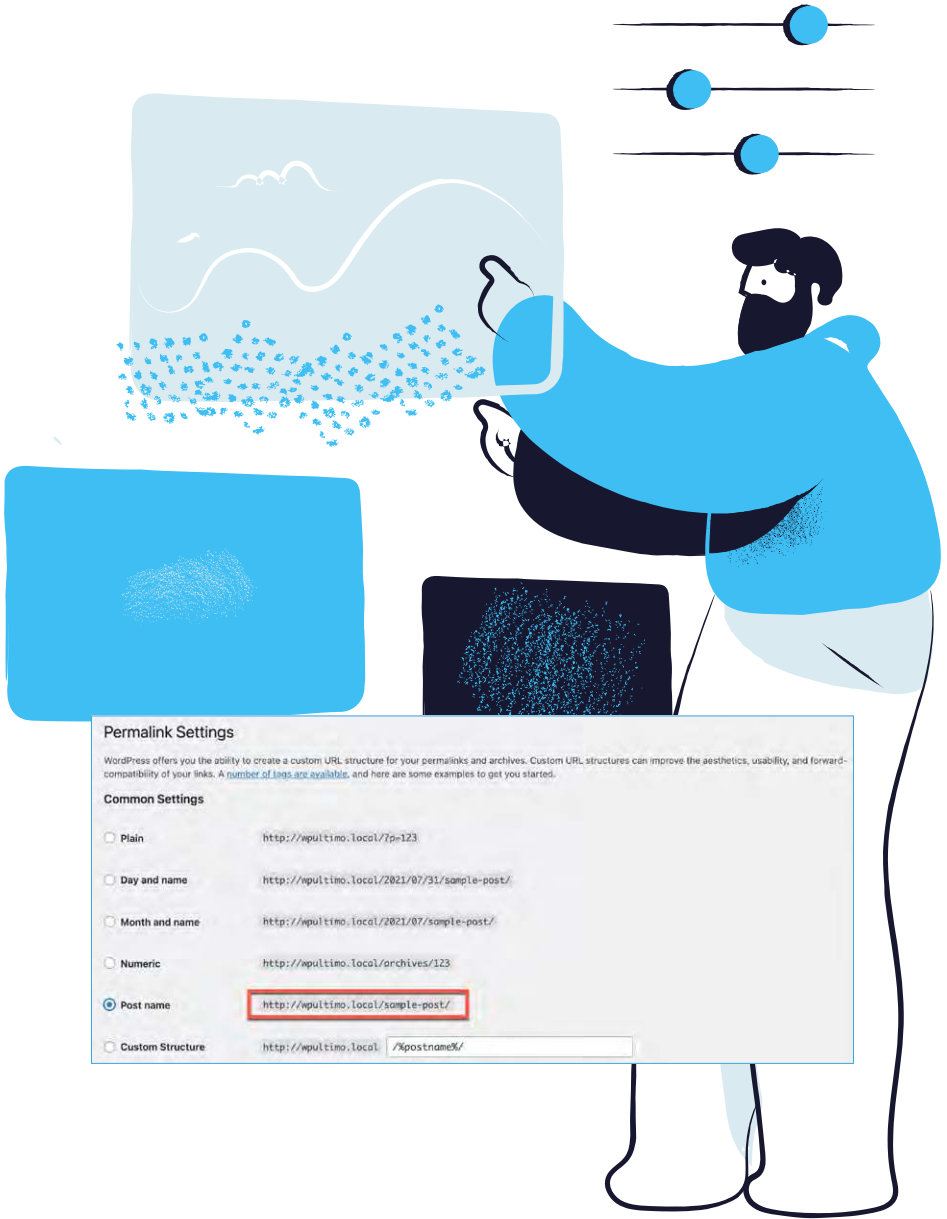 Permalink Settings
WordPress offers you the ability to create a custom URL structure for your permalinks and archives. Custom URL structures can improve the aesthetics, usability, and forward-
compatibility of your links. A number of tags are available, and here are some examples to get you started.
Common Settings
Plain http://wpultimo.local/?p=123
Day and name http://wpultimo.local/2021/07/31/sample-post/
Month and name http://wpultimo.local/2021/07/sample-post/
Numeric http://wpultimo.local/archives/123
Post name http://wpultimo.local/sample-post/
Custom Structure http://wpultimo.local /%postname%/